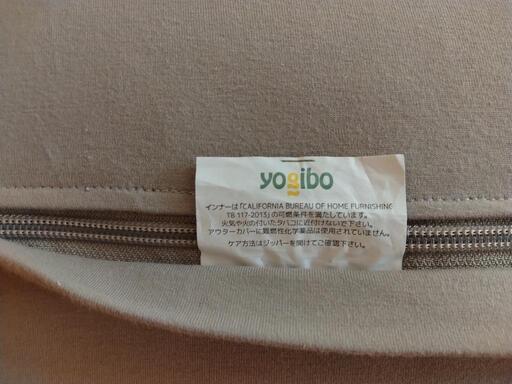 yogibo
インナーは「CALIFORNIA BUREAU OF HOME FURNISHING
TB 117-2013」の可燃条件を満たしています。
火気や火の付いたタバコに近付けないで下さい。
アウターカバーに難燃性化学薬品は使用されていません。
ケア方法はジッパーを開けてご確認下さい。